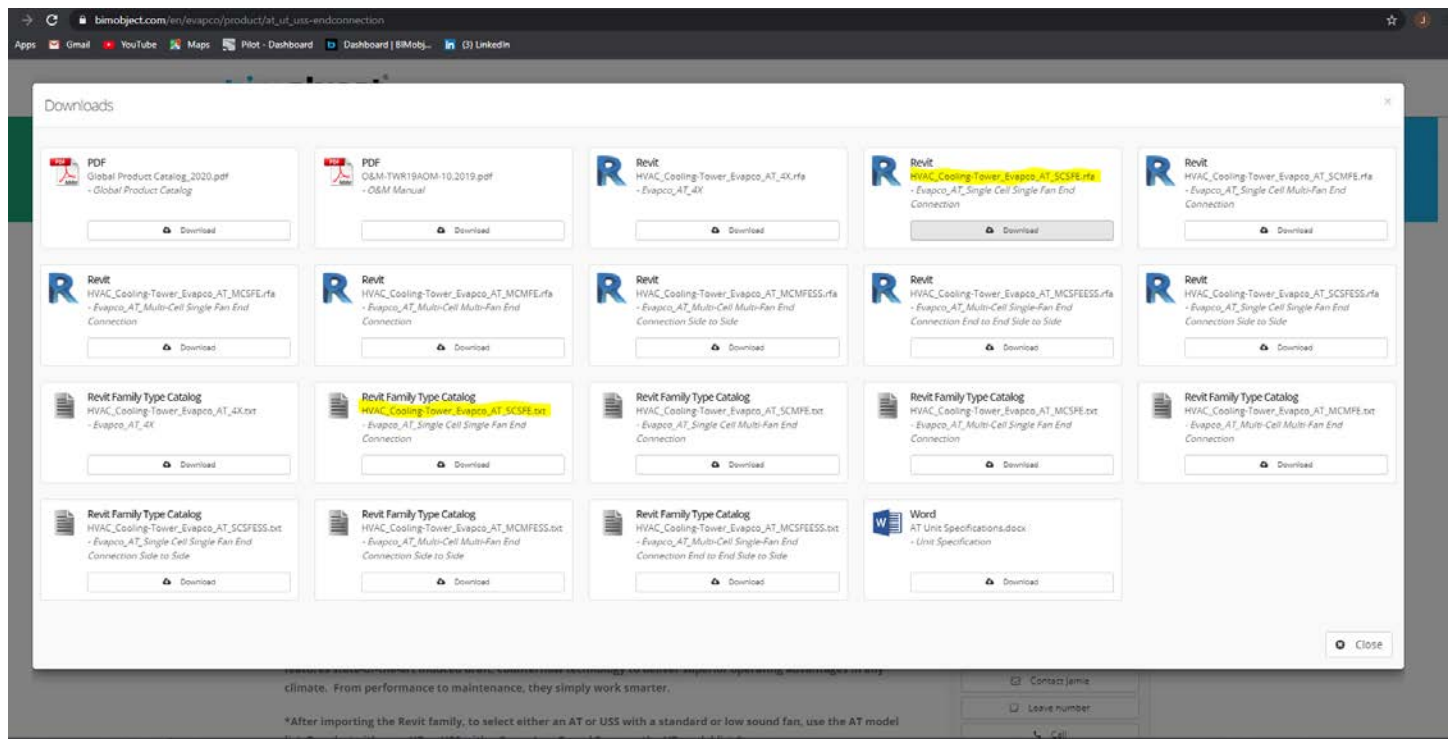 bimobject.com/en/evapco/product/at_ut_uss-endconnection
J
Apps Gmail YouTube Maps Pilot - Dashboard Dashboard | BIMobj... (3) LinkedIn
Downloads
PDF
Global Product Catalog_2020.pdf
- Global Product Catalog
Download
PDF
O&M-TWR19AOM-10.2019.pdf
- O&M Manual
Download
Revit
HVAC_Cooling-Tower_Evapco_AT_4X.rfa
- Evapco_AT_4X
Download
Revit
HVAC_Cooling-Tower_Evapco_AT_SCSFE.rfa
- Evapco_AT_Single Cell Single Fan End
Connection
Download
Revit
HVAC_Cooling-Tower_Evapco_AT_SCMFE.rfa
- Evapco_AT_Single Cell Multi-Fan End
Connection
Download
Revit
HVAC_Cooling-Tower_Evapco_AT_MCSFE.rfa
- Evapco_AT_Multi-Cell Single Fan End
Connection
Download
Revit
HVAC_Cooling-Tower_Evapco_AT_MCMFE.rfa
- Evapco_AT_Multi-Cell Multi-Fan End
Connection
Download
Revit
HVAC_Cooling-Tower_Evapco_AT_MCMFESS.rfa
- Evapco_AT_Multi-Cell Multi-Fan End
Connection Side to Side
Download
Revit
HVAC_Cooling-Tower_Evapco_AT_MCSFEESS.rfa
- Evapco_AT_Multi-Cell Single-Fan End
Connection End to End Side to Side
Download
Revit
HVAC_Cooling-Tower_Evapco_AT_SCSFESS.rfa
- Evapco_AT_Single Cell Single Fan End
Connection Side to Side
Download
Revit Family Type Catalog
HVAC_Cooling-Tower_Evapco_AT_4X.txt
- Evapco_AT_4X
Download
Revit Family Type Catalog
HVAC_Cooling-Tower_Evapco_AT_SCSFE.txt
- Evapco_AT_Single Cell Single Fan End
Connection
Download
Revit Family Type Catalog
HVAC_Cooling-Tower_Evapco_AT_SCMFE.txt
- Evapco_AT_Single Cell Multi-Fan End
Connection
Download
Revit Family Type Catalog
HVAC_Cooling-Tower_Evapco_AT_MCSFE.txt
- Evapco_AT_Multi-Cell Single Fan End
Connection
Download
Revit Family Type Catalog
HVAC_Cooling-Tower_Evapco_AT_MCMFE.txt
- Evapco_AT_Multi-Cell Multi-Fan End
Connection
Download
Revit Family Type Catalog
HVAC_Cooling-Tower_Evapco_AT_SCSFESS.txt
- Evapco_AT_Single Cell Single Fan End
Connection Side to Side
Download
Revit Family Type Catalog
HVAC_Cooling-Tower_Evapco_AT_MCMFESS.txt
- Evapco_AT_Multi-Cell Multi-Fan End
Connection Side to Side
Download
Revit Family Type Catalog
HVAC_Cooling-Tower_Evapco_AT_MCSFEESS.txt
- Evapco_AT_Multi-Cell Single-Fan End
Connection End to End Side to Side
Download
Word
AT Unit Specifications.docx
- Unit Specification
Download
Close
climate. From performance to maintenance, they simply work smarter.
*After importing the Revit family, to select either an AT or USS with a standard or low sound fan, use the AT model
Contact Jamie
Leave number
Call